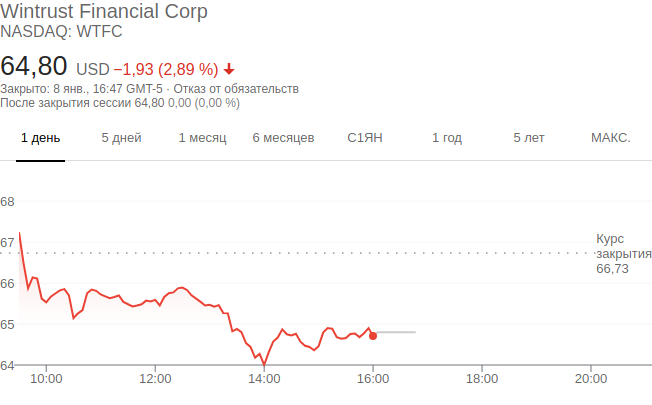 Wintrust Financial Corp
NASDAQ: WTFC
64,80 USD −1,93 (2,89 %)
Закрыто: 8 янв., 16:47 GMT-5 · Отказ от обязательств
После закрытия сессии 64,80 0,00 (0,00 %)
1 день 5 дней 1 месяц 6 месяцев С1ЯН 1 год 5 лет МАКС.
68
67
66
65
64
Курс
закрытия
66,73
10:00 12:00 14:00 16:00 18:00 20:00